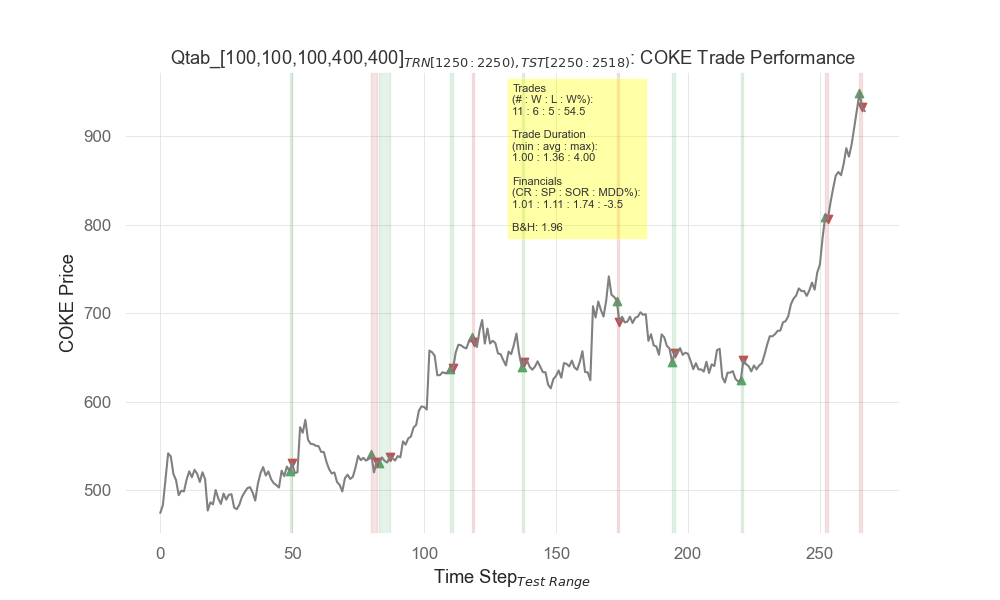 Qtab_[100,100,100,400,400]TRN[1250:2250),TST[2250:2518): COKE Trade Performance
Trades
(# : W : L : W%):
11 : 6 : 5 : 54.5
Trade Duration
(min : avg : max):
1.00 : 1.36 : 4.00
Financials
(CR : SP : SOR : MDD%):
1.01 : 1.11 : 1.74 : -3.5
B&H: 1.96
COKE Price
900
800
700
600
500
0 50 100 150 200 250
Time StepTest Range